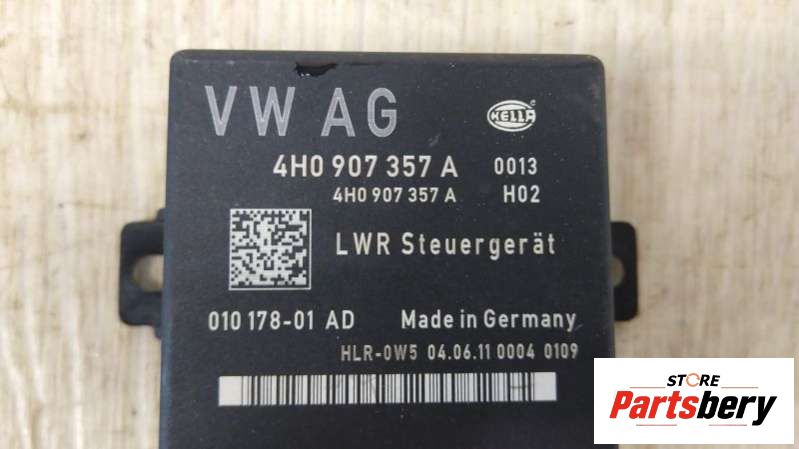 VW AG
HELLA
4H0 907 357 A 0013
4H0 907 357 A H02
LWR Steuergerät
010 178-01 AD Made in Germany
HLR-0W5 04.06.11 0004 0109
STORE
Partsbery